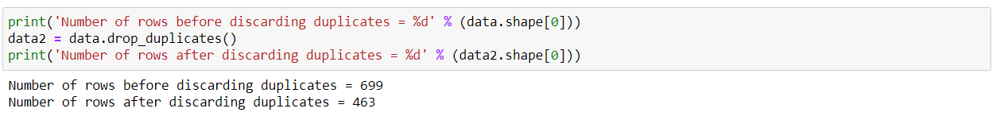 print('Number of rows before discarding duplicates = %d' % (data.shape[0]))
data2 = data.drop_duplicates()
print('Number of rows after discarding duplicates = %d' % (data2.shape[0]))
Number of rows before discarding duplicates = 699
Number of rows after discarding duplicates = 463